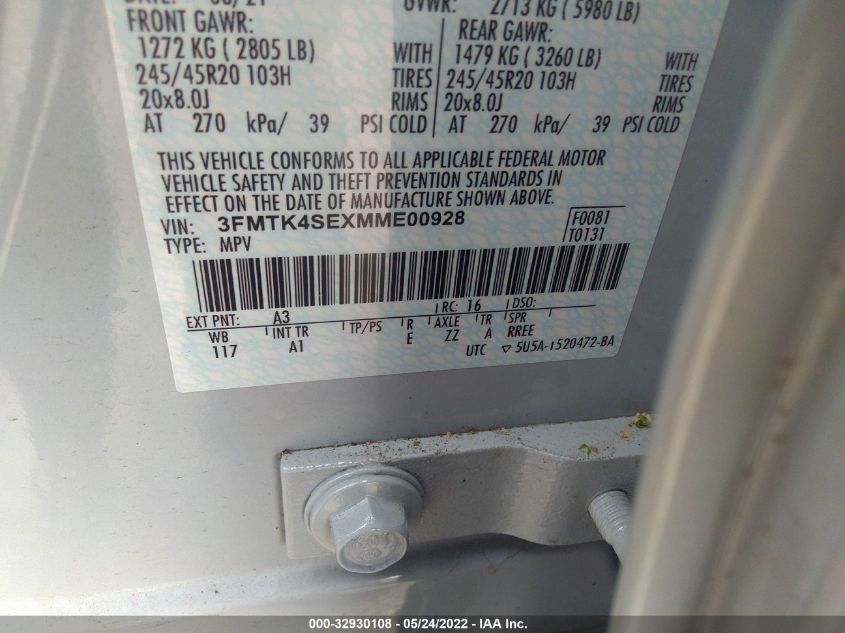 GVWR: 2713 KG ( 5980 LB)
FRONT GAWR: REAR GAWR:
1272 KG ( 2805 LB) WITH 1479 KG ( 3260 LB) WITH
245/45R20 103H TIRES 245/45R20 103H TIRES
20x8.0J RIMS 20x8.0J RIMS
AT 270 kPa/ 39 PSI COLD AT 270 kPa/ 39 PSI COLD
THIS VEHICLE CONFORMS TO ALL APPLICABLE FEDERAL MOTOR
VEHICLE SAFETY AND THEFT PREVENTION STANDARDS IN
EFFECT ON THE DATE OF MANUFACTURE SHOWN ABOVE.
VIN: 3FMTK4SEXMME00928 F0081
TYPE: MPV T0131
EXT PNT: A3 RC: 16 DSO:
WB INT TR TP/PS R AXLE TR SPR
117 A1 E ZZ A RREE
UTC ▽ 5U5A-1520472-BA
000-32930108 - 05/24/2022 - IAA Inc.